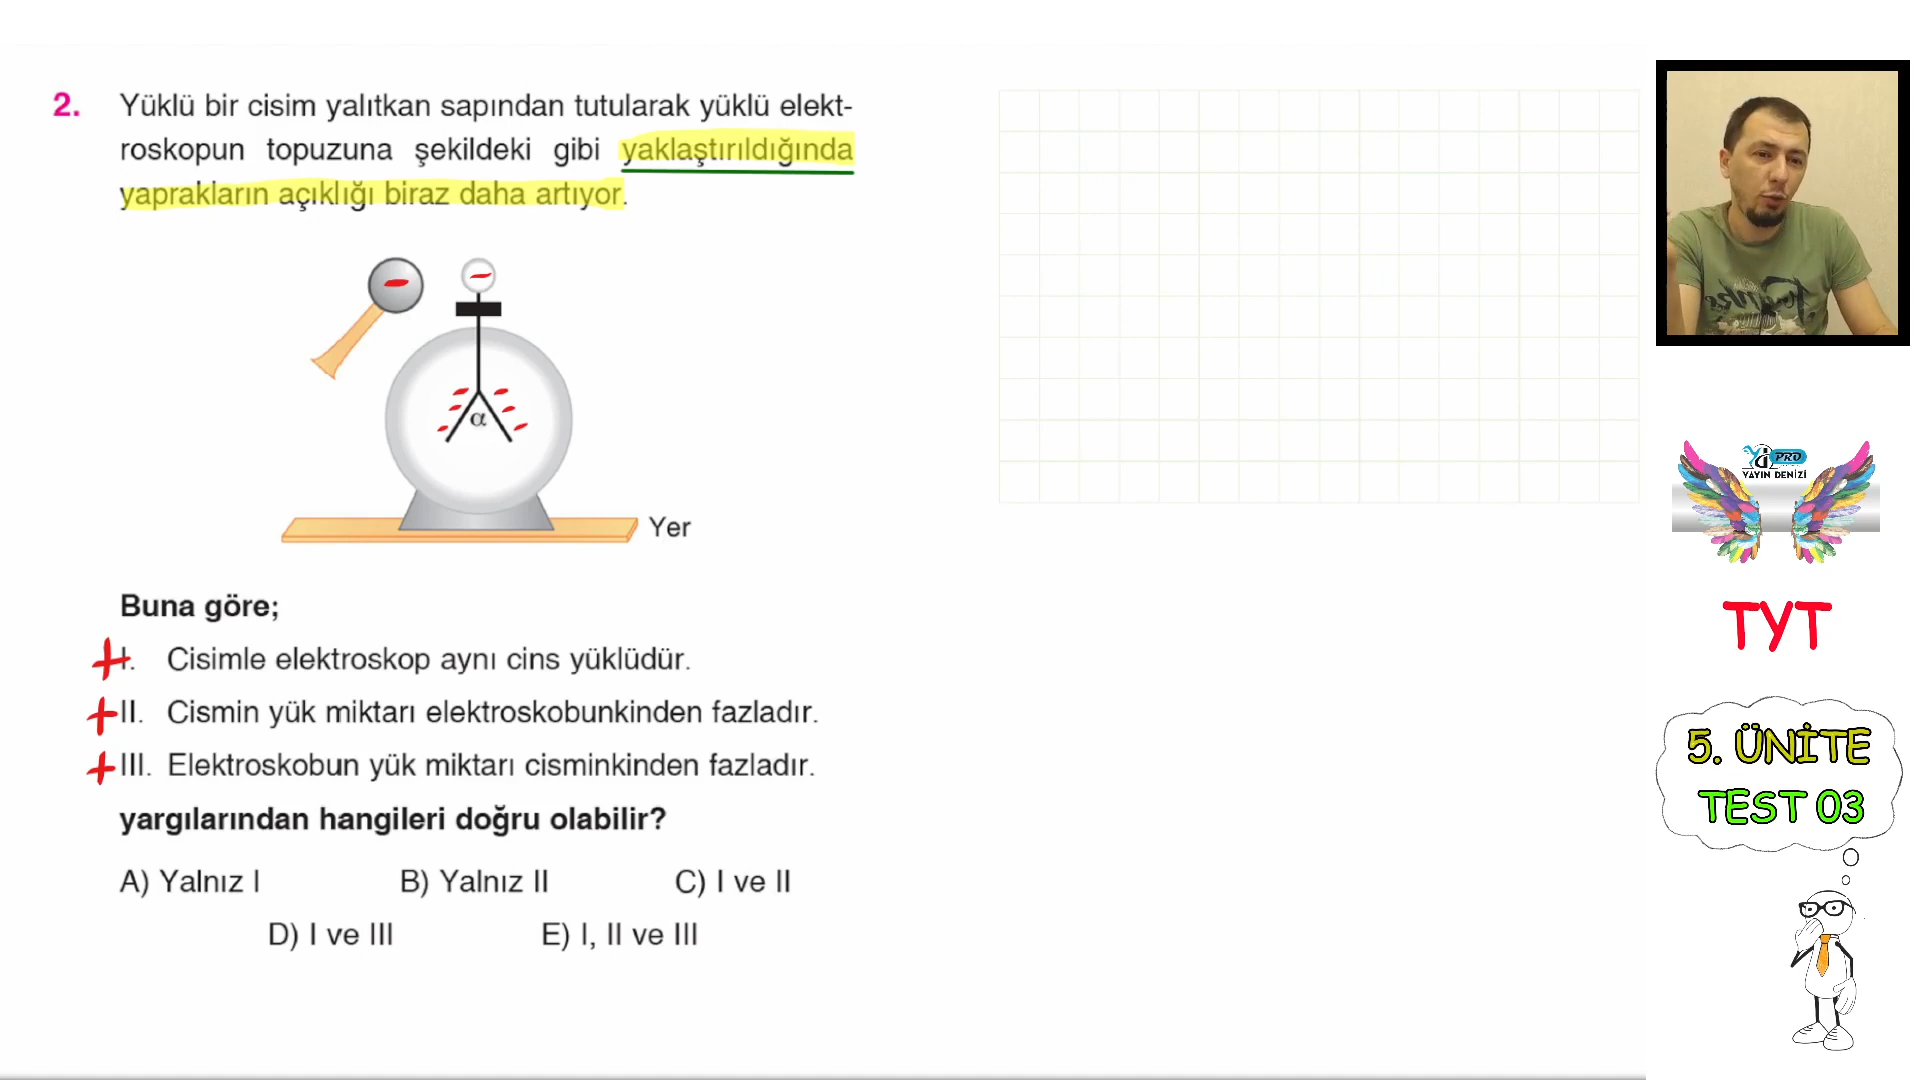 2. Yüklü bir cisim yalıtkan sapından tutularak yüklü elekt-
roskopun topuzuna şekildeki gibi yaklaştırıldığında
yaprakların açıklığı biraz daha artıyor.
α
Yer
Buna göre;
I. Cisimle elektroskop aynı cins yüklüdür.
II. Cismin yük miktarı elektroskobunkinden fazladır.
III. Elektroskobun yük miktarı cisminkinden fazladır.
yargılarından hangileri doğru olabilir?
A) Yalnız I B) Yalnız II C) I ve II
D) I ve III E) I, II ve III
PRO
YAYIN DENİZİ
TYT
5. ÜNİTE
TEST 03